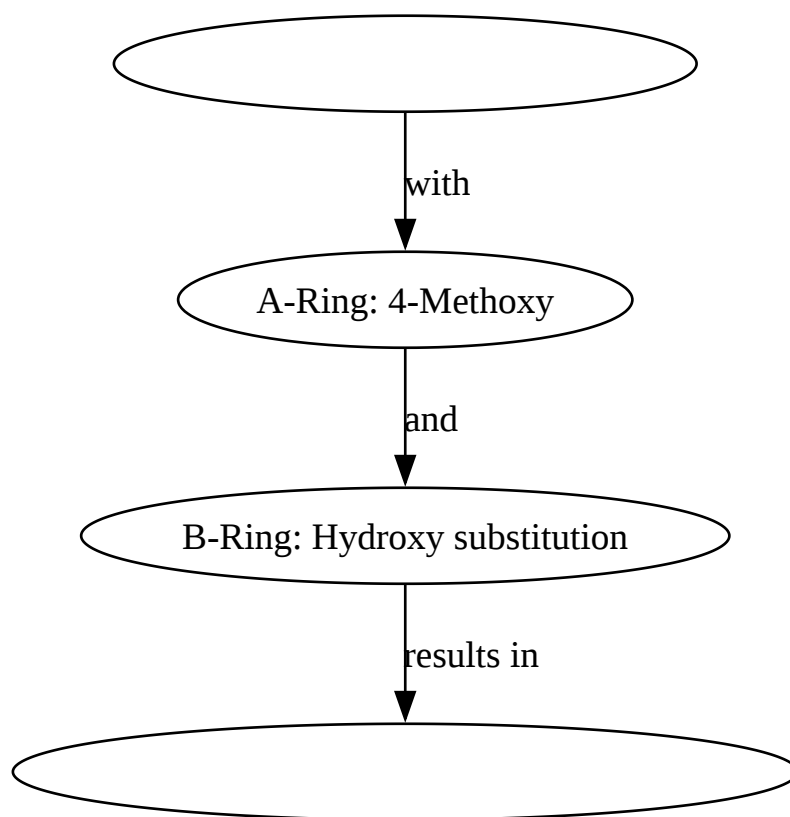 with
A-Ring: 4-Methoxy
and
B-Ring: Hydroxy substitution
results in